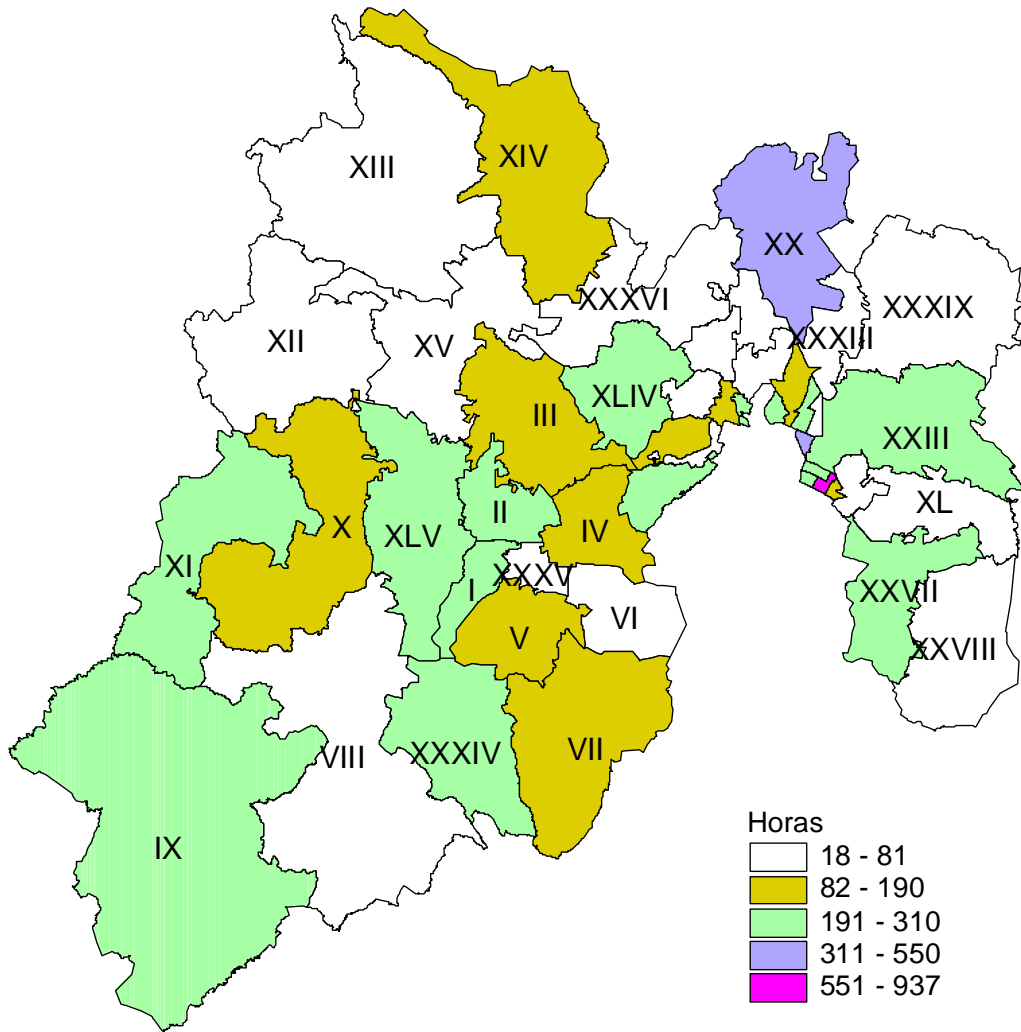 XIII
XIV
XX
XXXVI
XXXIX
XII
XV
XXXIII
XLIV
III
XXIII
XL
II
X
XLV
IV
XI
XXXV
I
XXVII
VI
V
XXVIII
VIII
XXXIV
VII
IX
Horas
18 - 81
82 - 190
191 - 310
311 - 550
551 - 937